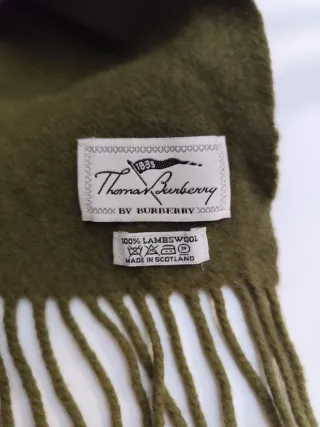 1835
Thomas Burberry
BY BURBERRY
100% LAMBSWOOL
P
MADE IN SCOTLAND